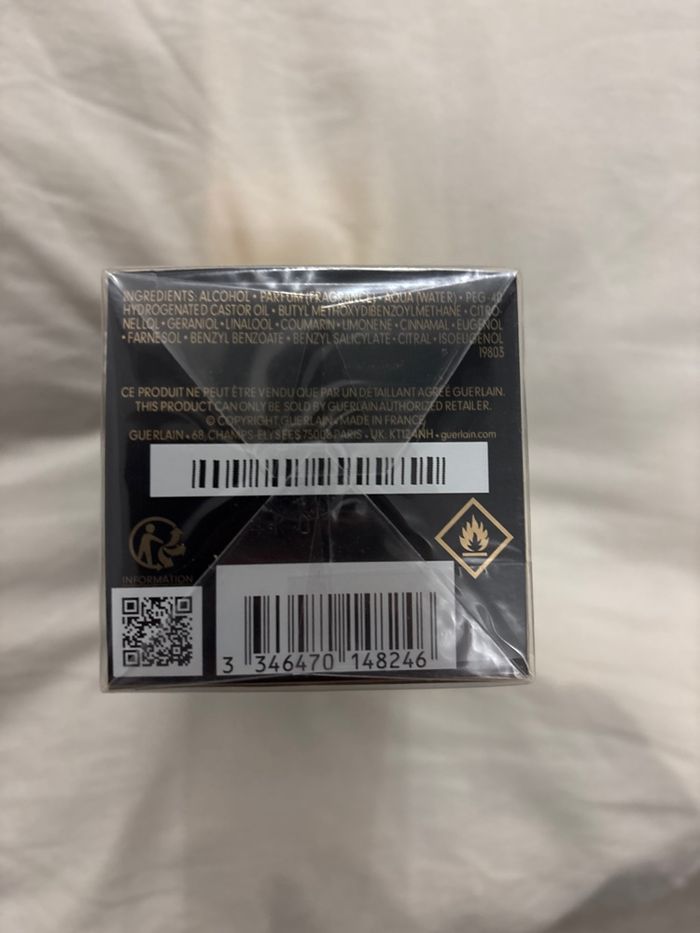 INGREDIENTS: ALCOHOL • PARFUM (FRAGRANCE) • AQUA (WATER) • PEG-40
HYDROGENATED CASTOR OIL • BUTYL METHOXYDIBENZOYLMETHANE • CITRO-
NELLOL • GERANIOL • LINALOOL • COUMARIN • LIMONENE • CINNAMAL • EUGENOL
• FARNESOL • BENZYL BENZOATE • BENZYL SALICYLATE • CITRAL • ISOEUGENOL
19803
CE PRODUIT NE PEUT ÊTRE VENDU QUE PAR UN DÉTAILLANT AGRÉÉ GUERLAIN.
THIS PRODUCT CAN ONLY BE SOLD BY GUERLAIN AUTHORIZED RETAILER.
© COPYRIGHT GUERLAIN • MADE IN FRANCE
GUERLAIN • 68, CHAMPS-ELYSÉES 75008 PARIS • UK: KT12 4NH • guerlain.com
INFORMATION
3 346470 148246